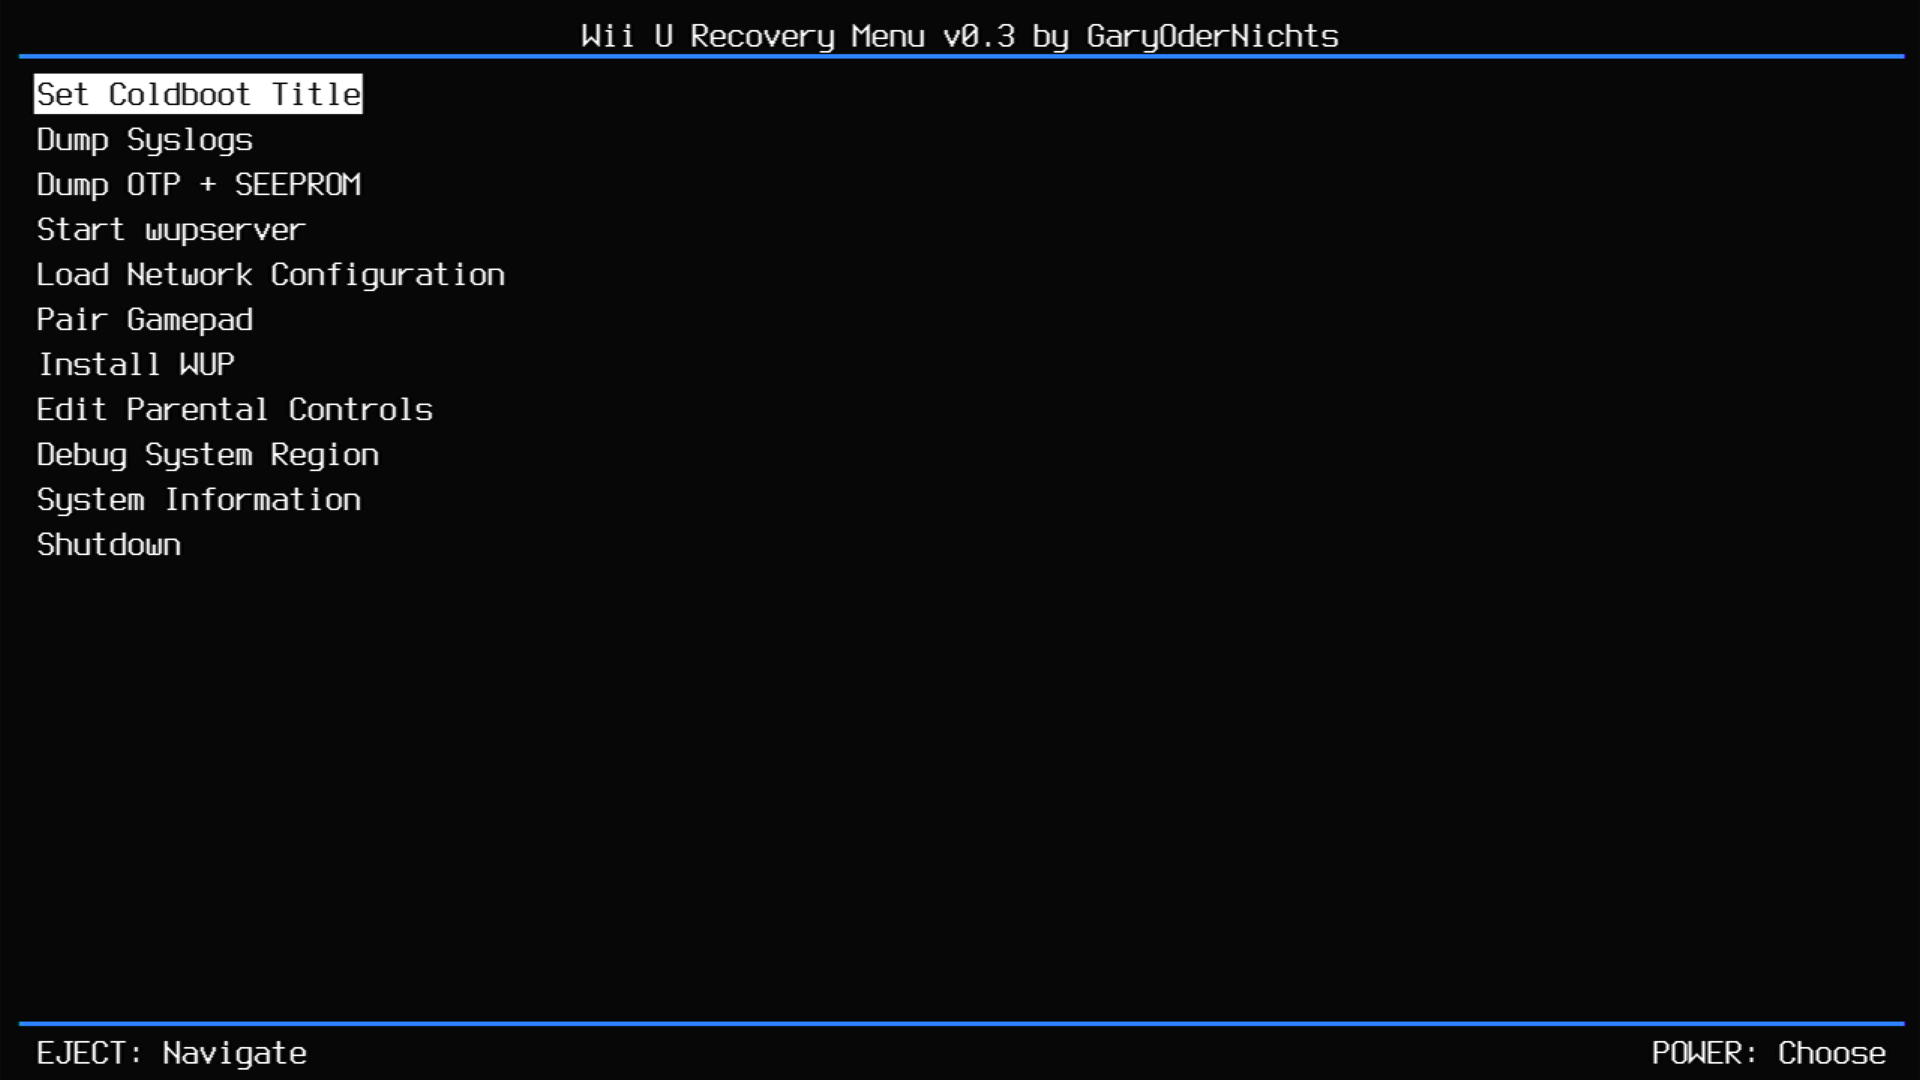 Wii U Recovery Menu v0.3 by GaryOderNichts
Set Coldboot Title
Dump Syslogs
Dump OTP + SEEPROM
Start wupserver
Load Network Configuration
Pair Gamepad
Install WUP
Edit Parental Controls
Debug System Region
System Information
Shutdown
EJECT: Navigate
POWER: Choose